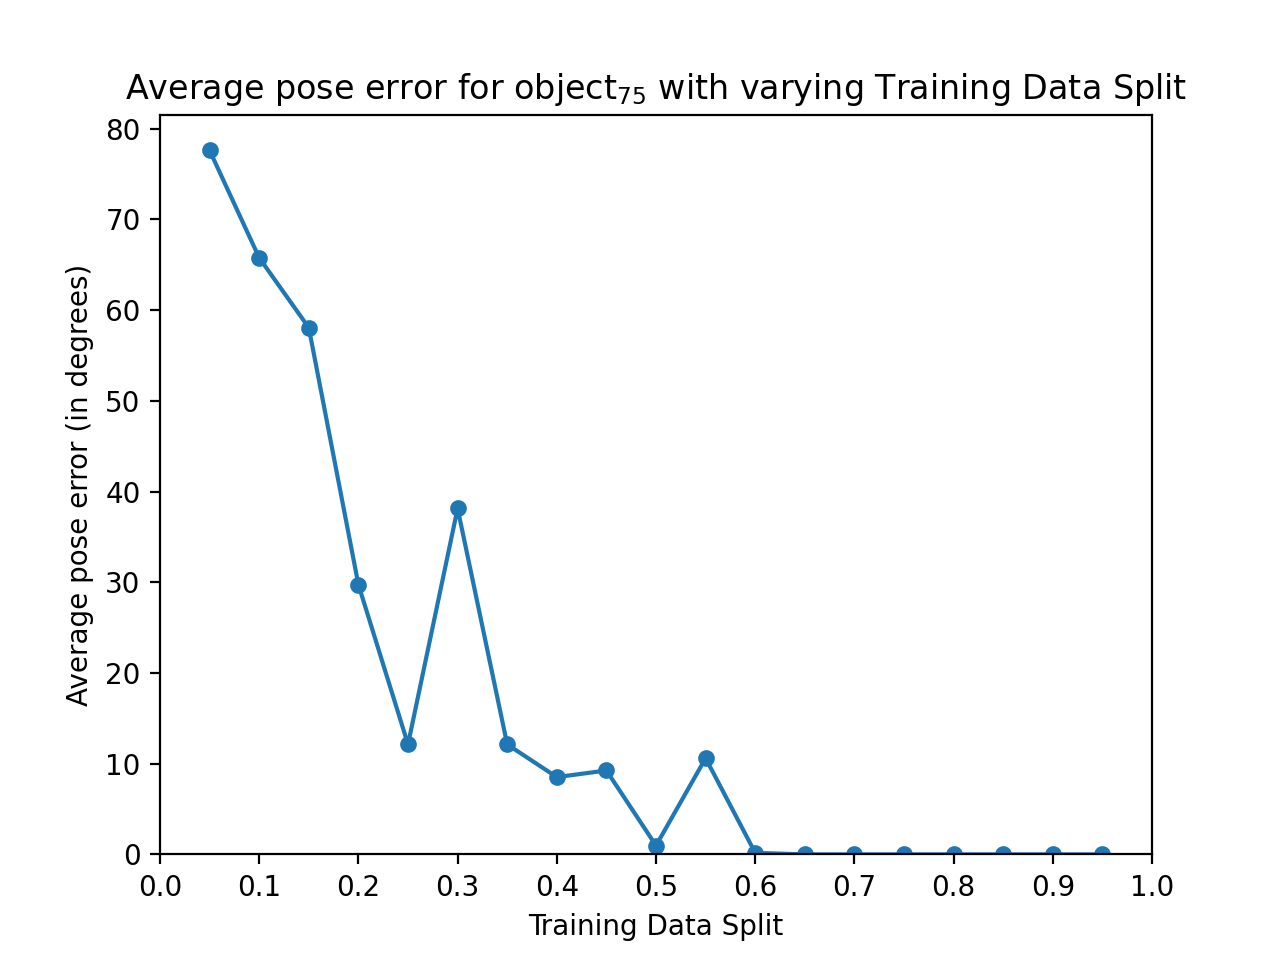 Average pose error for object₇₅ with varying Training Data Split
Average pose error (in degrees)
80
70
60
50
40
30
20
10
0
0.0 0.1 0.2 0.3 0.4 0.5 0.6 0.7 0.8 0.9 1.0
Training Data Split